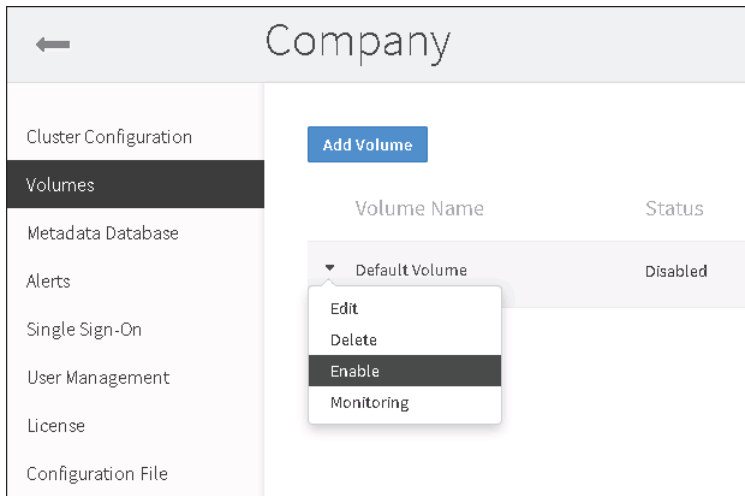 Company
Cluster Configuration
Volumes
Metadata Database
Alerts
Single Sign-On
User Management
License
Configuration File
Add Volume
Volume Name Status
Default Volume Disabled
Edit
Delete
Enable
Monitoring